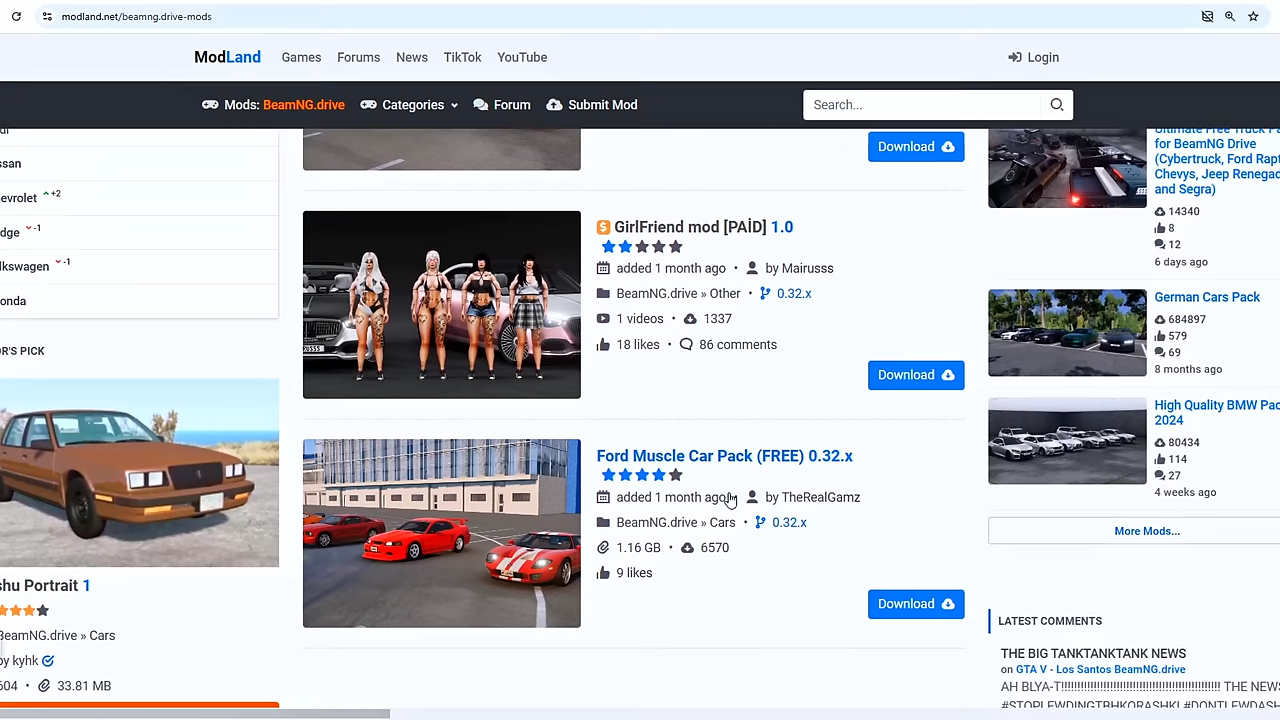 modland.net/beamng.drive-mods
ModLand Games Forums News TikTok YouTube Login
Mods: BeamNG.drive Categories Forum Submit Mod Search...
ssan
evrolet +2
dge -1
lkswagen -1
onda
R'S PICK
shu Portrait 1
BeamNG.drive » Cars
by kyhk
604 • 33.81 MB
Download
GirlFriend mod [PAİD] 1.0
added 1 month ago • by Mairusss
BeamNG.drive » Other • 0.32.x
1 videos • 1337
18 likes • 86 comments
Download
Ford Muscle Car Pack (FREE) 0.32.x
added 1 month ago by TheRealGamz
BeamNG.drive » Cars • 0.32.x
1.16 GB • 6570
9 likes
Download
Ultimate Free Truck Pa
for BeamNG Drive
(Cybertruck, Ford Rapt
Chevys, Jeep Renegad
and Segra)
14340
8
12
6 days ago
German Cars Pack
684897
579
69
8 months ago
High Quality BMW Pac
2024
80434
114
27
4 weeks ago
More Mods...
LATEST COMMENTS
THE BIG TANKTANKTANK NEWS
on GTA V - Los Santos BeamNG.drive
THE NEWS